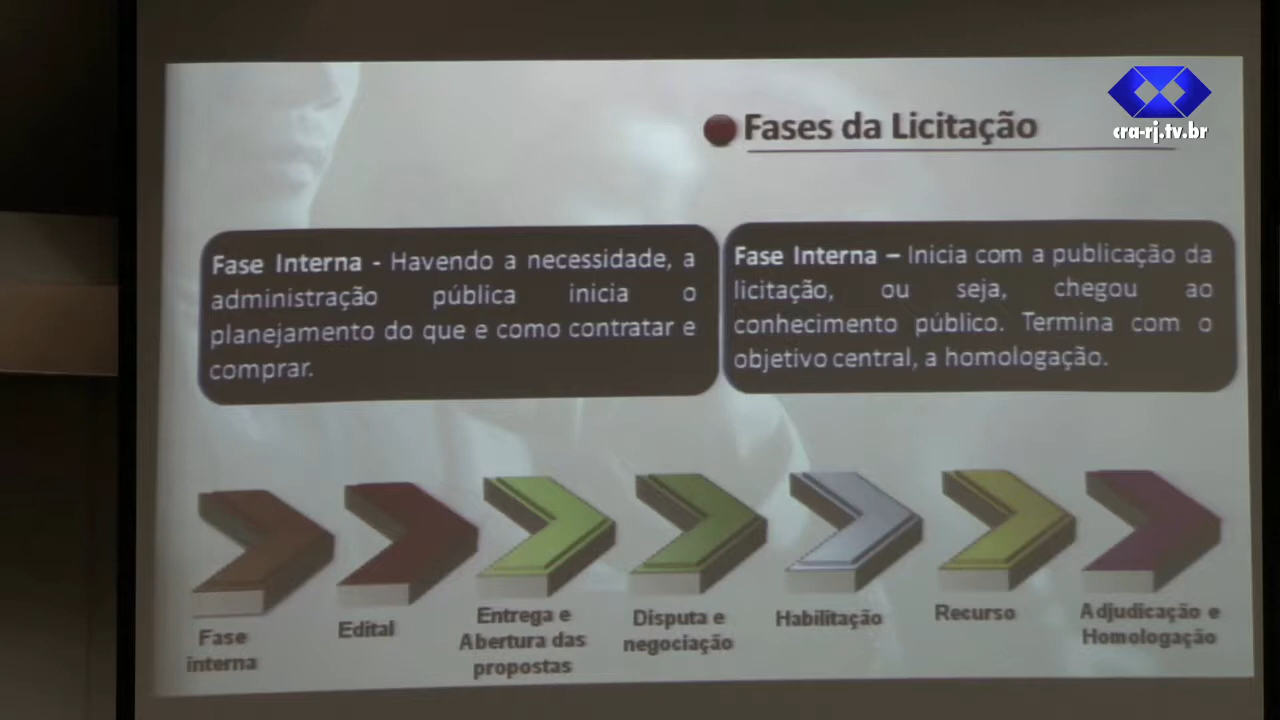 cra-rj.tv.br
Fases da Licitação
Fase Interna - Havendo a necessidade, a
administração pública inicia o
planejamento do que e como contratar e
comprar.
Fase Interna – Inicia com a publicação da
licitação, ou seja, chegou ao
conhecimento público. Termina com o
objetivo central, a homologação.
Fase
interna
Edital
Entrega e
Abertura das
propostas
Disputa e
negociação
Habilitação
Recurso
Adjudicação e
Homologação